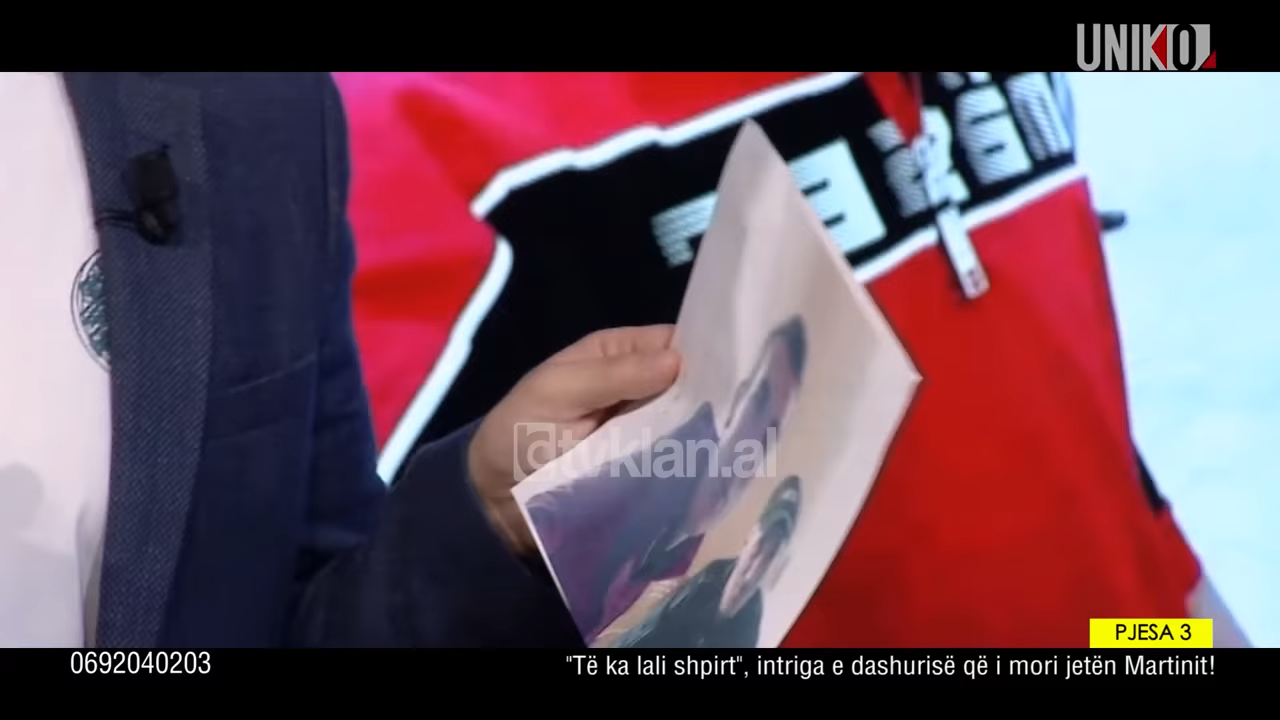 UNIKO
tvklan.al
PJESA 3
0692040203
"Të ka lali shpirt", intriga e dashurisë që i mori jetën Martinit!